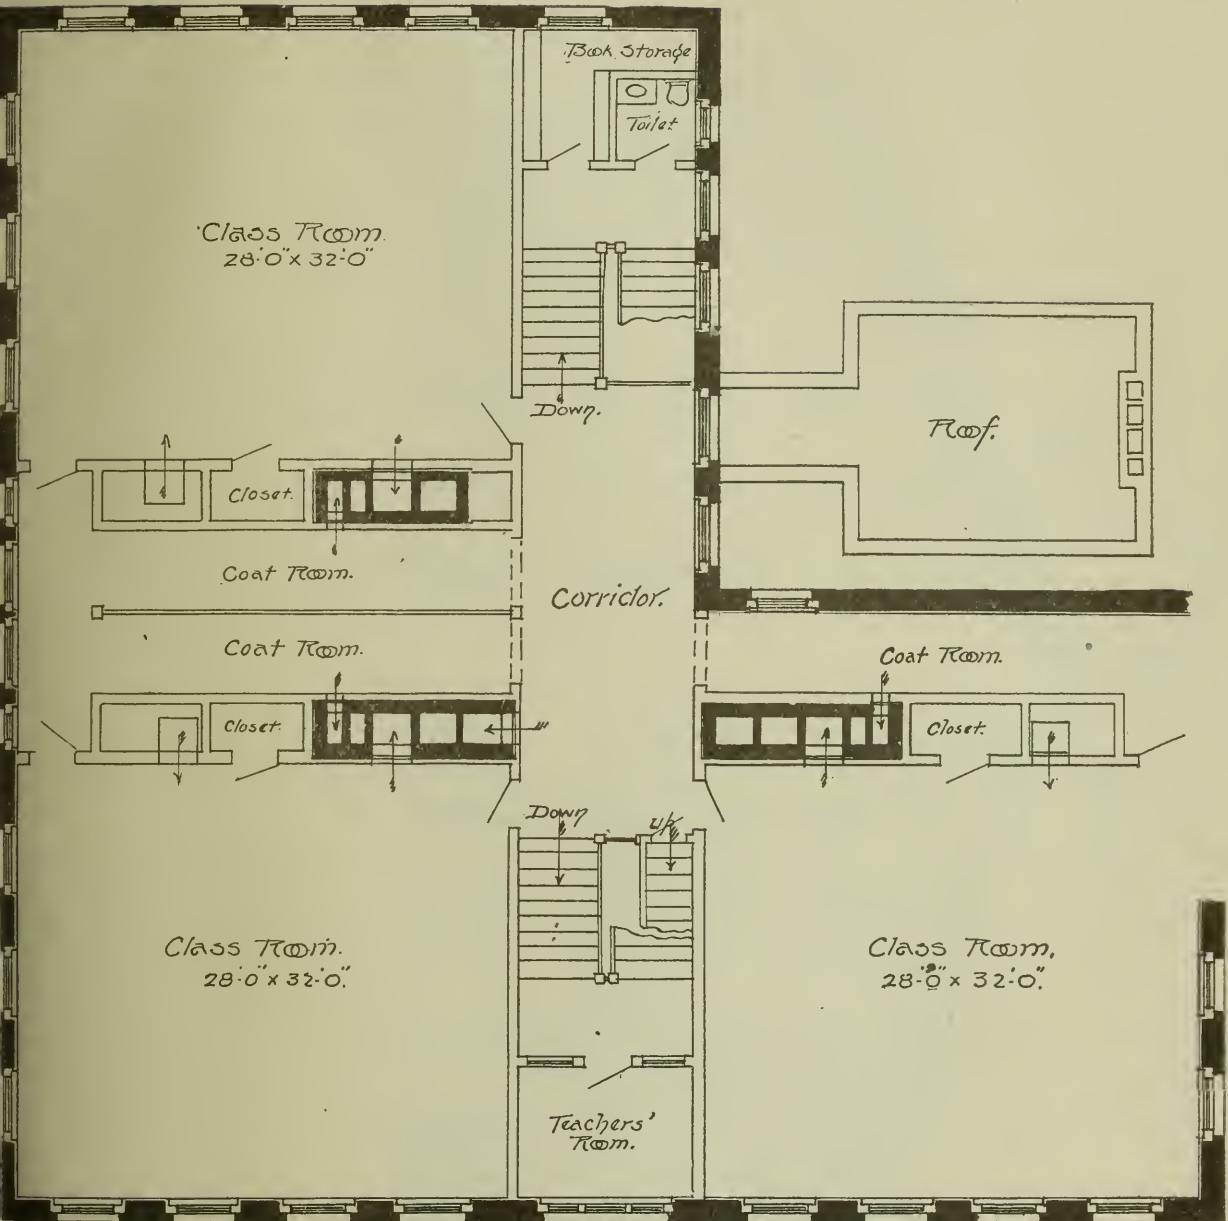 Book Storage
Toilet
Class Room.
28'-0" x 32'-0"
Down.
Roof.
Closet.
Coat Room.
Corridor.
Coat Room.
Coat Room.
Closet.
Closet.
Down
Up
Class Room.
28'-0" x 32'-0".
Class Room.
28'-0" x 32'-0".
Teachers'
Room.